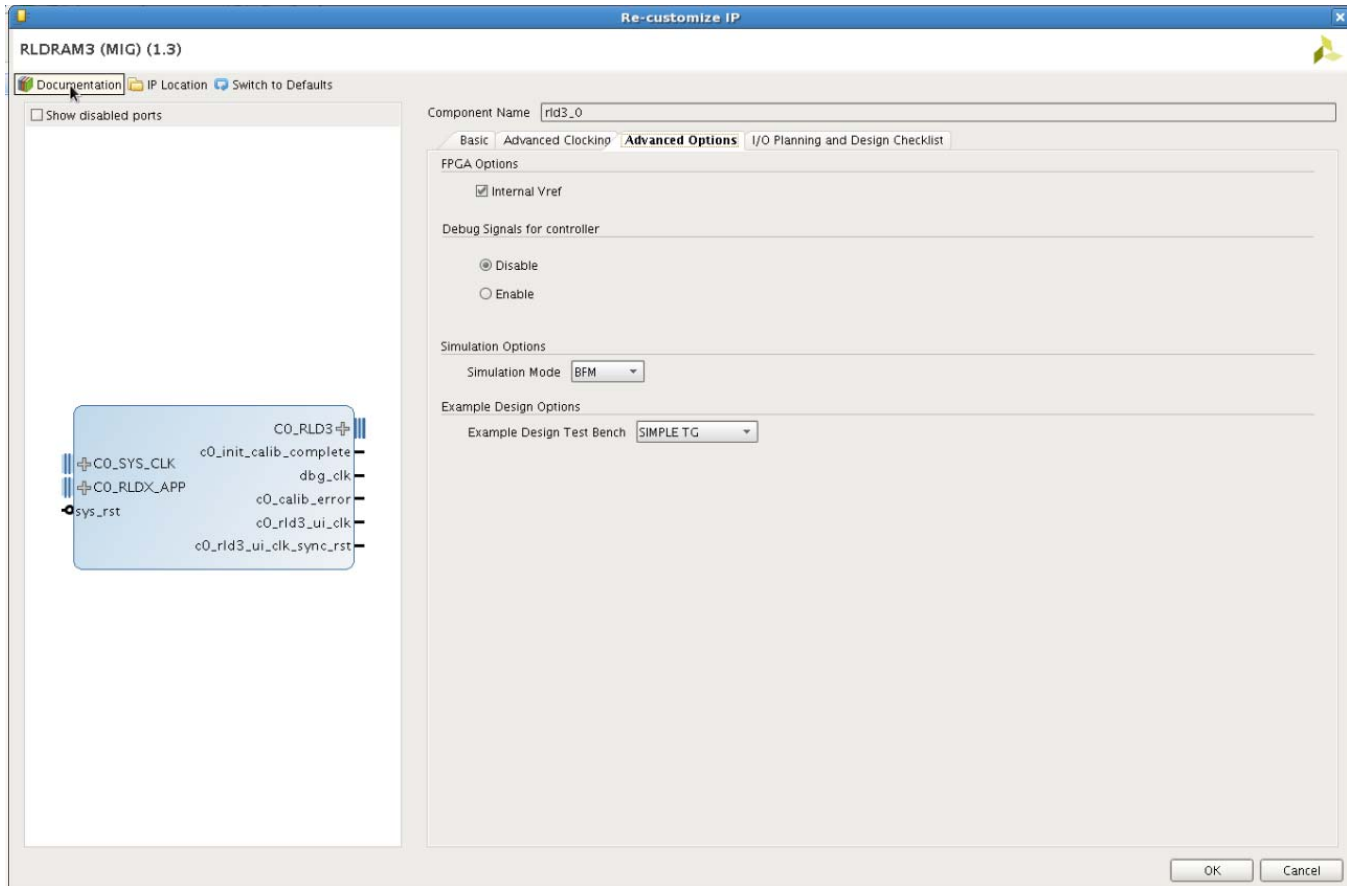 Re-customize IP
RLDRAM3 (MIG) (1.3)
Documentation IP Location Switch to Defaults
Show disabled ports
C0_SYS_CLK
C0_RLDX_APP
sys_rst
C0_RLD3
c0_init_calib_complete
dbg_clk
c0_calib_error
c0_rld3_ui_clk
c0_rld3_ui_clk_sync_rst
Component Name rld3_0
Basic Advanced Clocking Advanced Options I/O Planning and Design Checklist
FPGA Options
Internal Vref
Debug Signals for controller
Disable
Enable
Simulation Options
Simulation Mode BFM
Example Design Options
Example Design Test Bench SIMPLE TG
OK Cancel